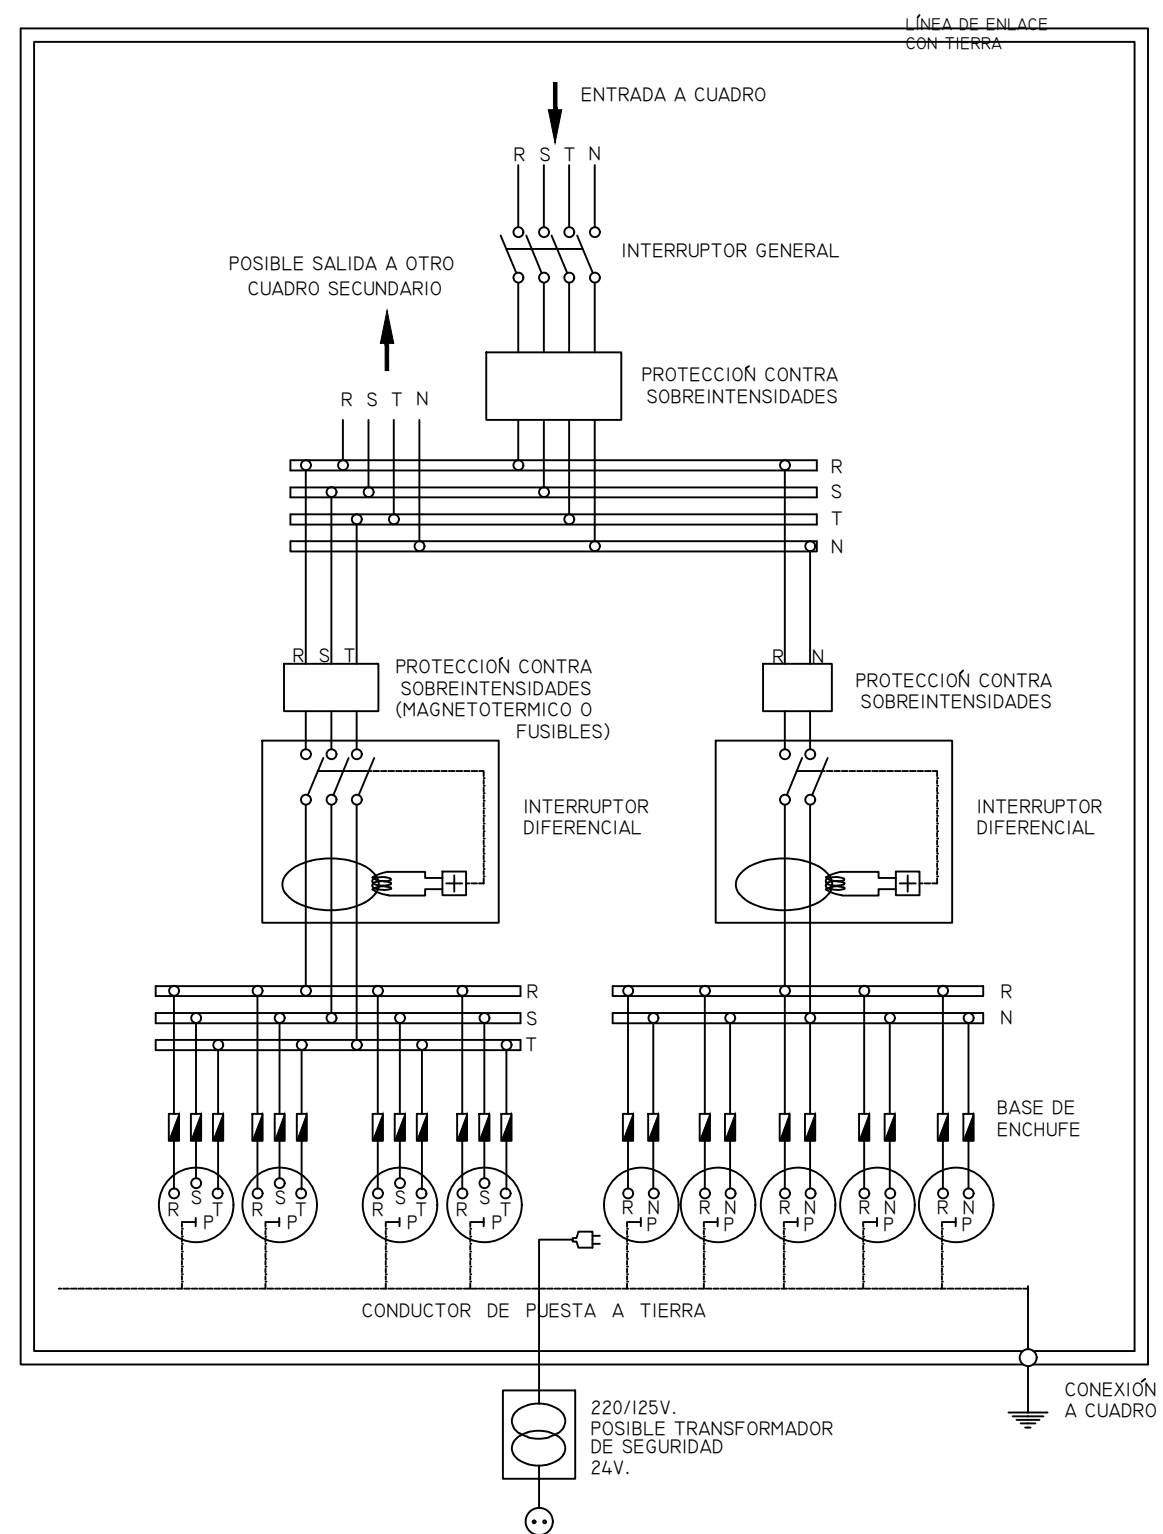 LÍNEA DE ENLACE
CON TIERRA
ENTRADA A CUADRO
R S T N
INTERRUPTOR GENERAL
POSIBLE SALIDA A OTRO
CUADRO SECUNDARIO
PROTECCIÓN CONTRA
SOBREINTENSIDADES
R S T N
R
S
T
N
R S T
PROTECCIÓN CONTRA
SOBREINTENSIDADES
(MAGNETOTERMICO O
FUSIBLES)
R N
PROTECCIÓN CONTRA
SOBREINTENSIDADES
INTERRUPTOR
DIFERENCIAL
INTERRUPTOR
DIFERENCIAL
R
S
T
R
N
BASE DE
ENCHUFE
R S T
P
R S T
P
R S T
P
R S T
P
R N
P
R N
P
R N
P
R N
P
R N
P
CONDUCTOR DE PUESTA A TIERRA
CONEXIÓN
A CUADRO
220/125V.
POSIBLE TRANSFORMADOR
DE SEGURIDAD
24V.